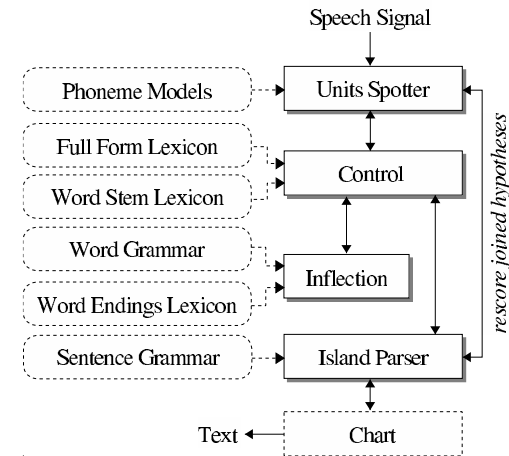 Speech Signal
Phoneme Models
Units Spotter
Full Form Lexicon
Control
Word Stem Lexicon
Word Grammar
Inflection
Word Endings Lexicon
Sentence Grammar
Island Parser
Text
Chart
rescore joined hypotheses